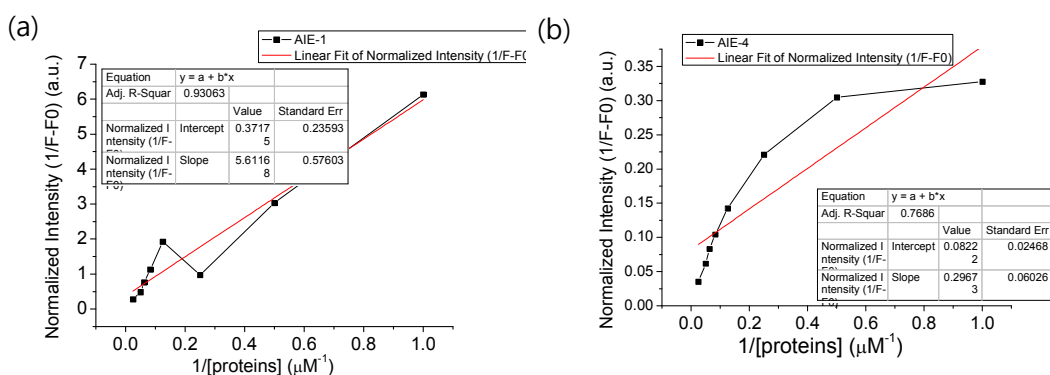 (a)
AIE-1
Linear Fit of Normalized Intensity (1/F-F0)
Equation y = a + b*x
Adj. R-Squar 0.93063
Value Standard Err
Normalized I
ntensity (1/F-
F0) Intercept 0.3717
5 0.23593
Normalized I
ntensity (1/F-
F0) Slope 5.6116
8 0.57603
Normalized Intensity (1/F-F0) (a.u.)
6
5
4
3
2
1
0
0.0 0.2 0.4 0.6 0.8 1.0
1/[proteins] (μM⁻¹)
(b)
AIE-4
Linear Fit of Normalized Intensity (1/F-F0)
Normalized Intensity (1/F-F0) (a.u.)
0.35
0.30
0.25
0.20
0.15
0.10
0.05
0.00
Equation y = a + b*x
Adj. R-Squar 0.7686
Value Standard Err
Normalized I
ntensity (1/F-
F0) Intercept 0.0822
2 0.02468
Normalized I
ntensity (1/F-
F0) Slope 0.2967
3 0.06026
0.0 0.2 0.4 0.6 0.8 1.0
1/[proteins] (μM⁻¹)